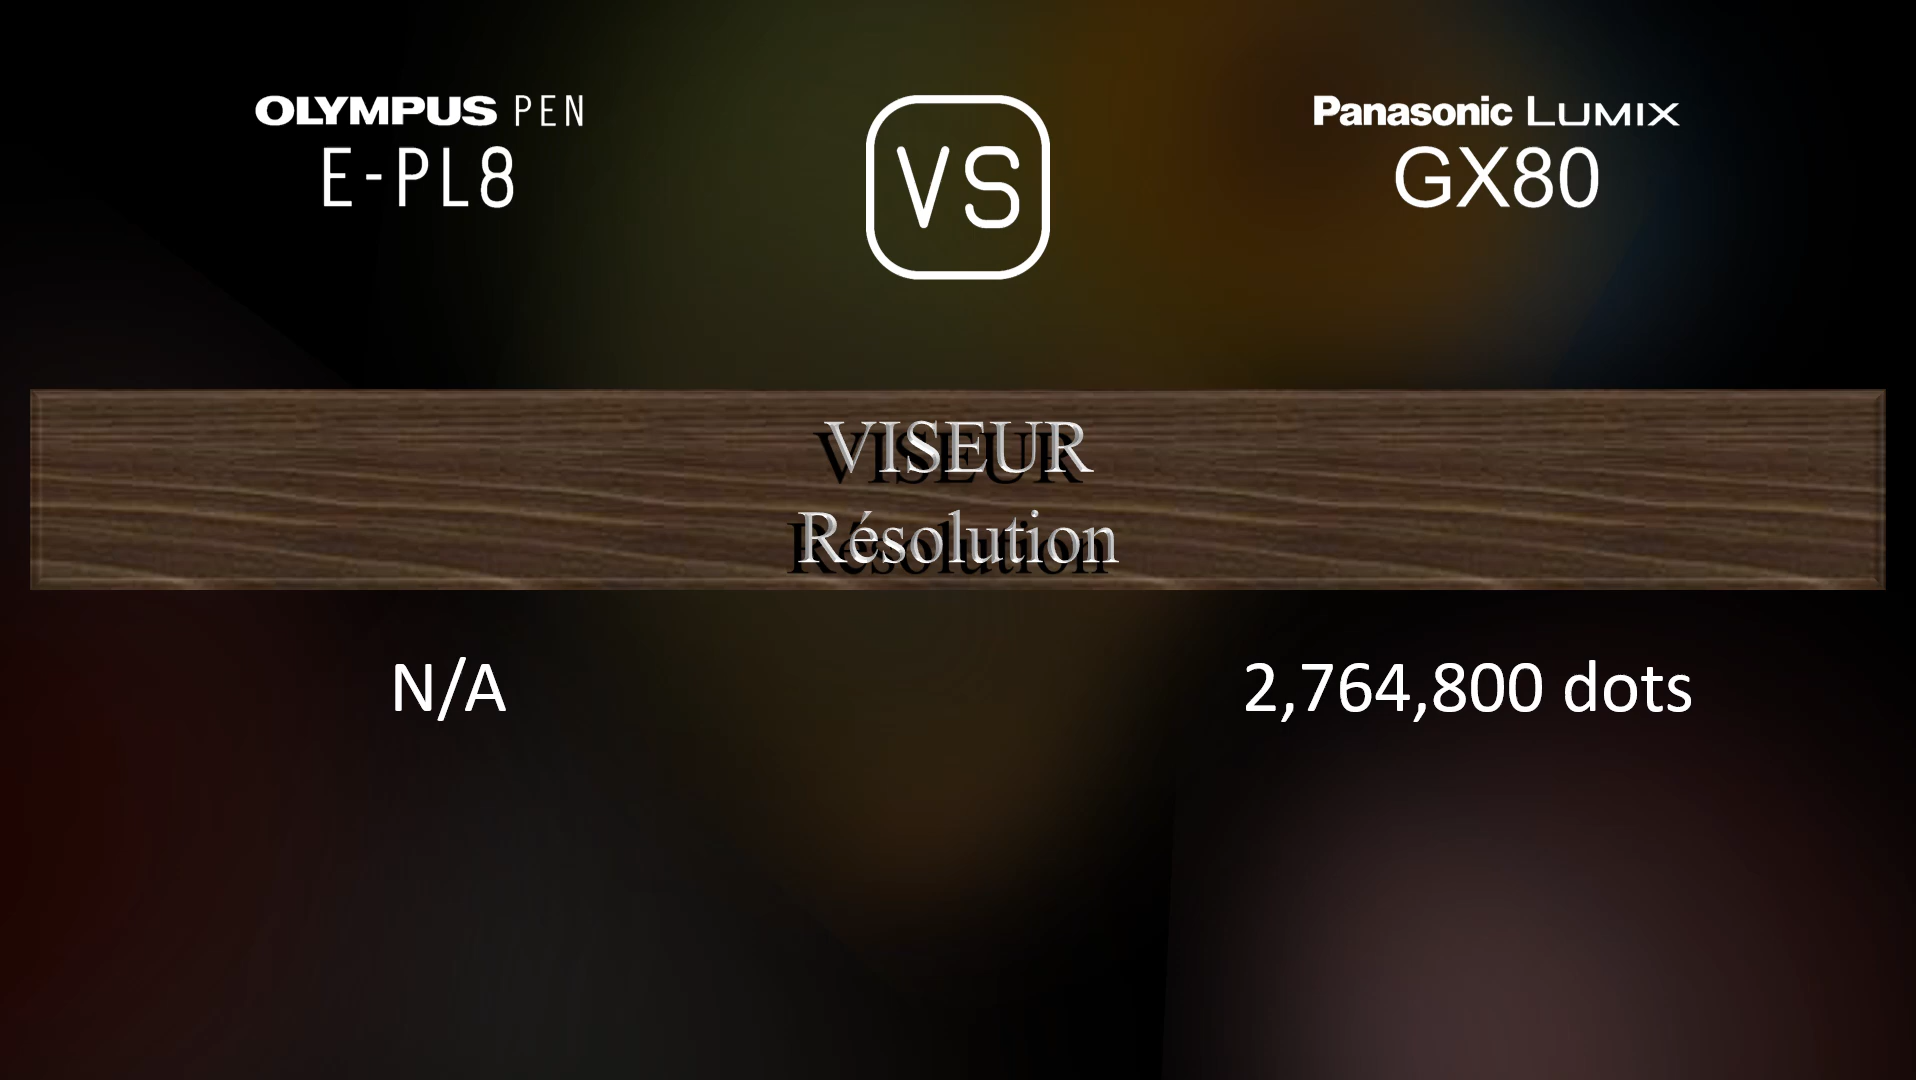 OLYMPUS PEN
E-PL8
VS
Panasonic LUMIX
GX80
VISEUR
Résolution
N/A
2,764,800 dots